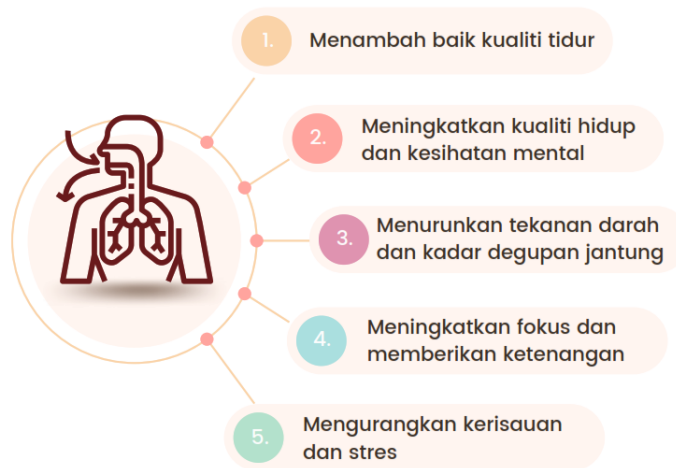 1. Menambah baik kualiti tidur
2. Meningkatkan kualiti hidup
dan kesihatan mental
3. Menurunkan tekanan darah
dan kadar degupan jantung
4. Meningkatkan fokus dan
memberikan ketenangan
5. Mengurangkan kerisauan
dan stres